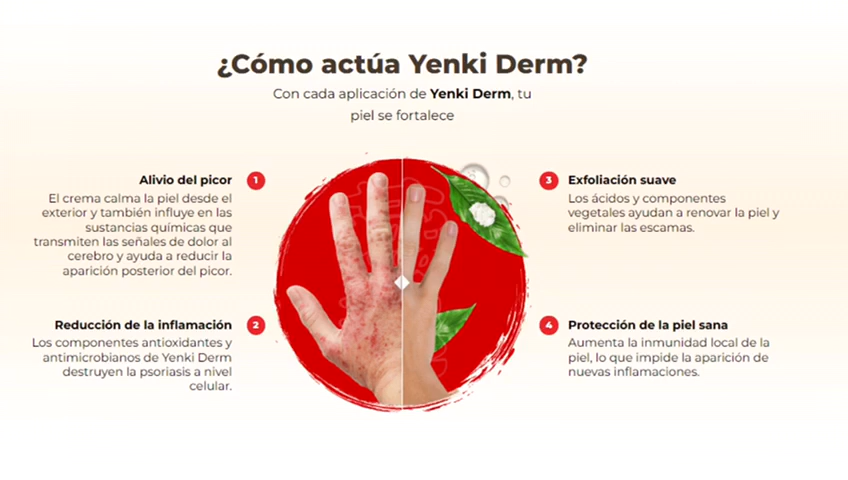 ¿Cómo actúa Yenki Derm?
Con cada aplicación de Yenki Derm, tu
piel se fortalece
Alivio del picor 1
El crema calma la piel desde el
exterior y también influye en las
sustancias químicas que
transmiten las señales de dolor al
cerebro y ayuda a reducir la
aparición posterior del picor.
Reducción de la inflamación 2
Los componentes antioxidantes y
antimicrobianos de Yenki Derm
destruyen la psoriasis a nivel
celular.
3 Exfoliación suave
Los ácidos y componentes
vegetales ayudan a renovar la piel y
eliminar las escamas.
4 Protección de la piel sana
Aumenta la inmunidad local de la
piel, lo que impide la aparición de
nuevas inflamaciones.